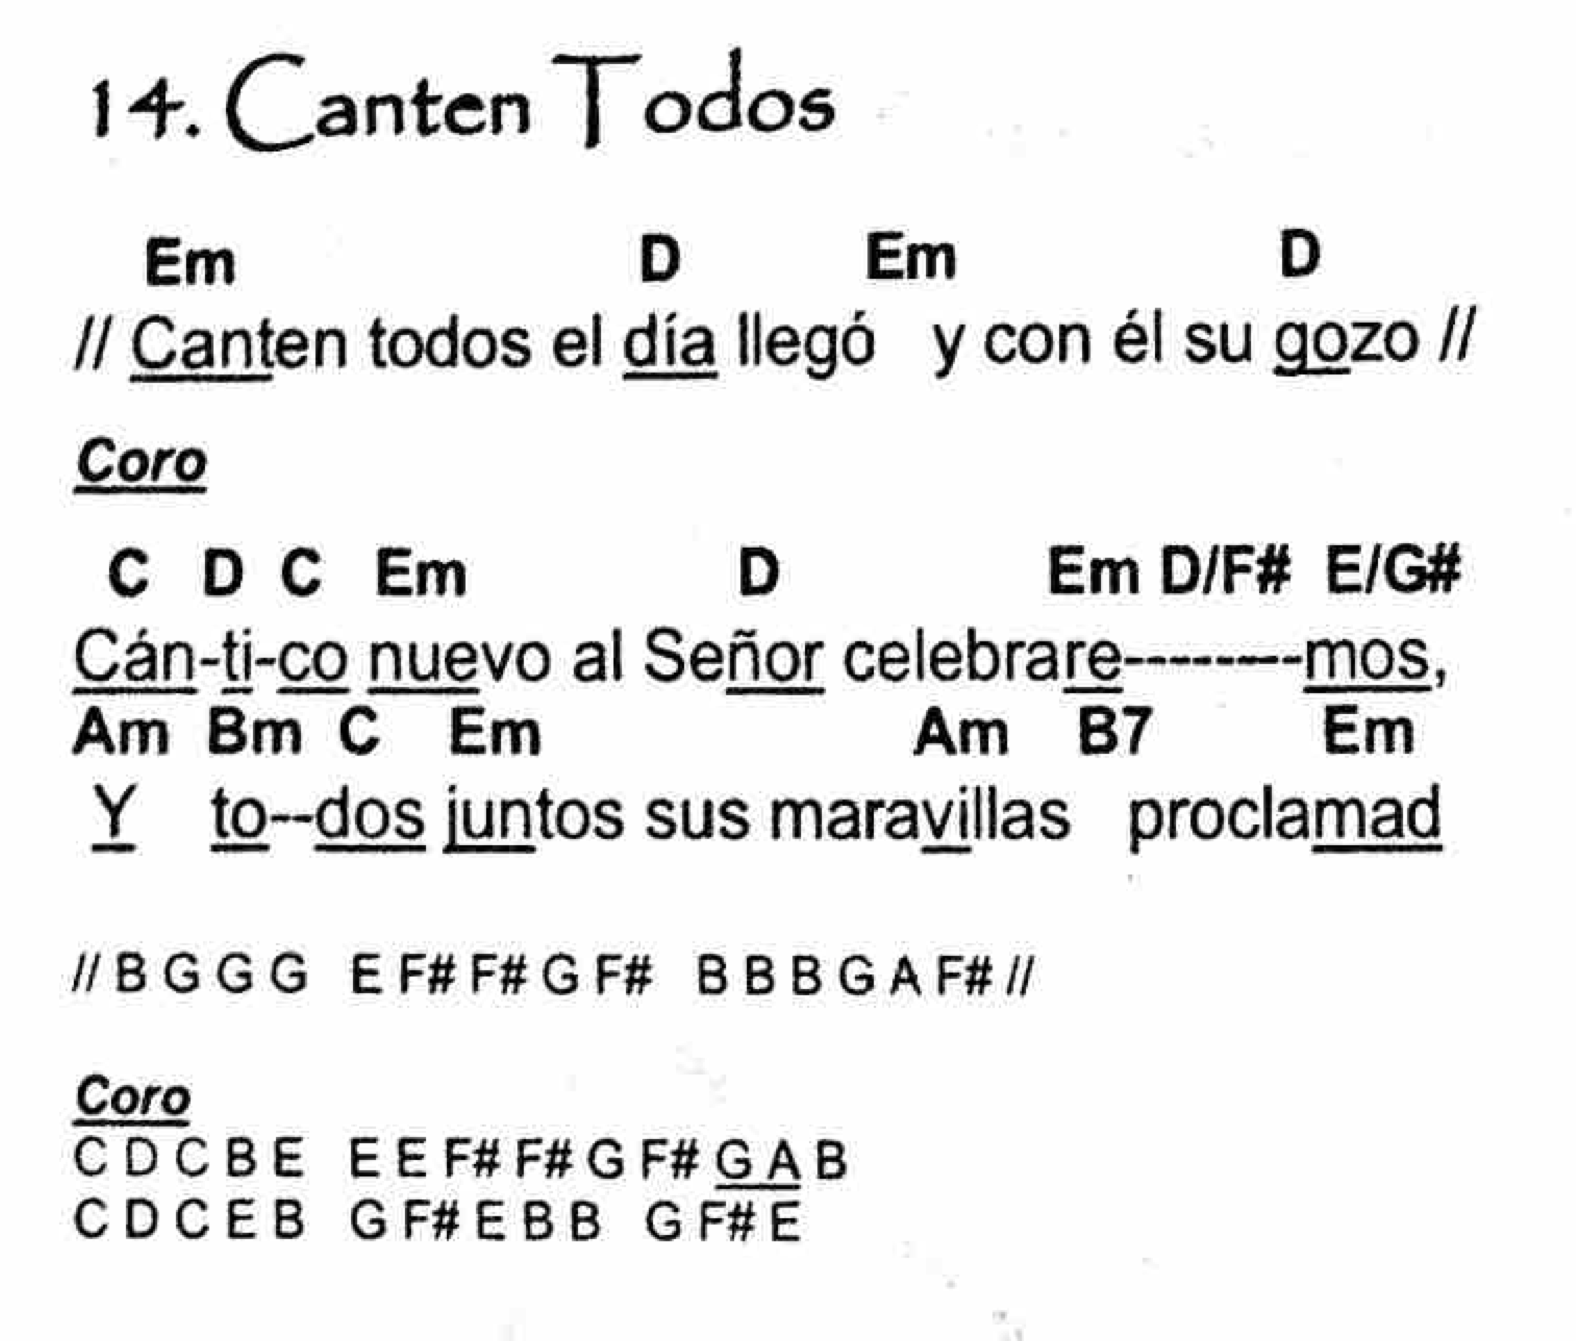 14. Canten Todos
Em D Em D
// Canten todos el día llegó y con él su gozo //
Coro
C D C Em D Em D/F# E/G#
Cán-ti-co nuevo al Señor celebrare--------mos,
Am Bm C Em Am B7 Em
Y to--dos juntos sus maravillas proclamad
// B G G G E F# F# G F# B B B G A F# //
Coro
C D C B E E E F# F# G F# G A B
C D C E B G F# E B B G F# E